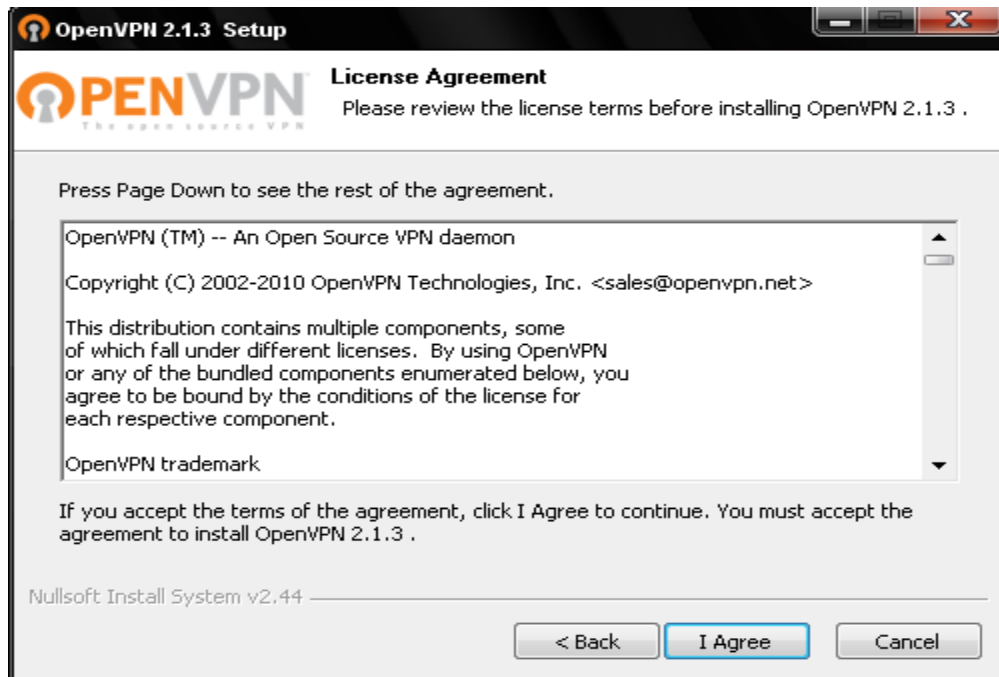 OpenVPN 2.1.3 Setup
OPENVPN
The open source VPN
License Agreement
Please review the license terms before installing OpenVPN 2.1.3 .
Press Page Down to see the rest of the agreement.
OpenVPN (TM) -- An Open Source VPN daemon
Copyright (C) 2002-2010 OpenVPN Technologies, Inc. <sales@openvpn.net>
This distribution contains multiple components, some
of which fall under different licenses.  By using OpenVPN
or any of the bundled components enumerated below, you
agree to be bound by the conditions of the license for
each respective component.
OpenVPN trademark
If you accept the terms of the agreement, click I Agree to continue. You must accept the
agreement to install OpenVPN 2.1.3 .
Nullsoft Install System v2.44
< Back
I Agree
Cancel